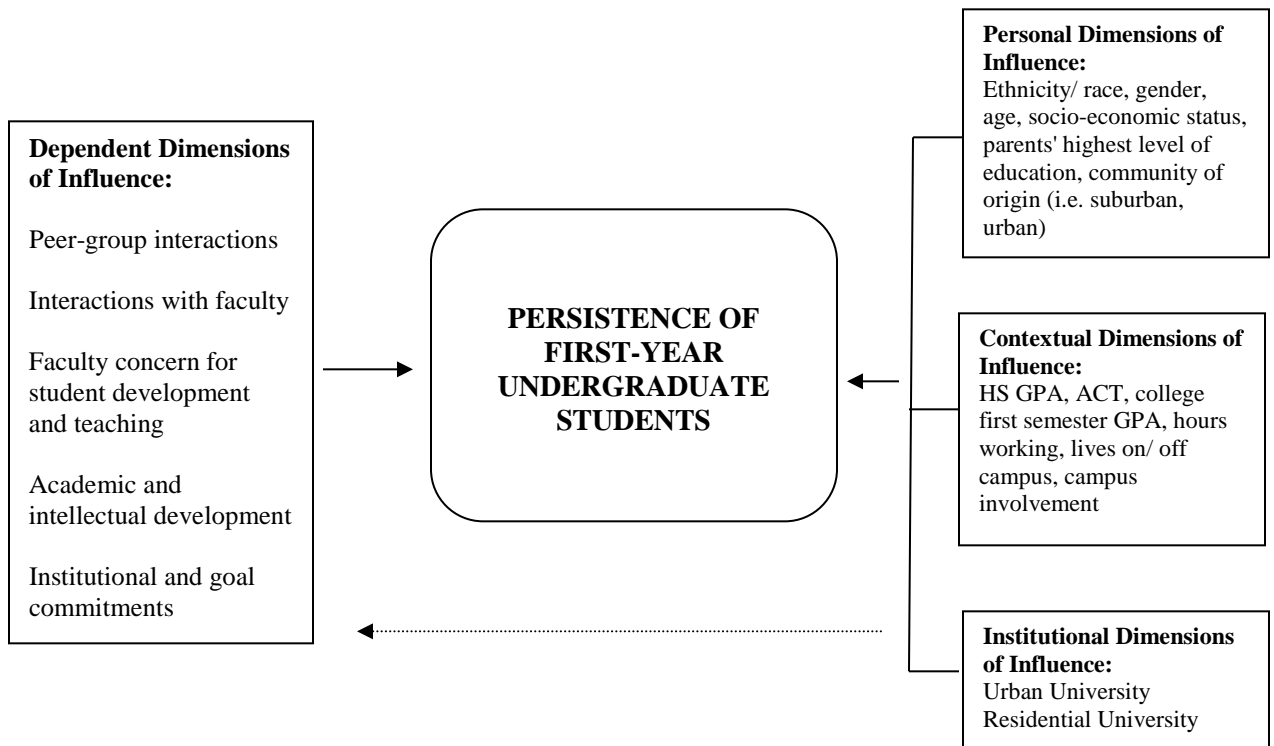 Dependent Dimensions
of Influence:
Peer-group interactions
Interactions with faculty
Faculty concern for
student development
and teaching
Academic and
intellectual development
Institutional and goal
commitments
PERSISTENCE OF
FIRST-YEAR
UNDERGRADUATE
STUDENTS
Personal Dimensions of
Influence:
Ethnicity/ race, gender,
age, socio-economic status,
parents' highest level of
education, community of
origin (i.e. suburban,
urban)
Contextual Dimensions of
Influence:
HS GPA, ACT, college
first semester GPA, hours
working, lives on/ off
campus, campus
involvement
Institutional Dimensions
of Influence:
Urban University
Residential University